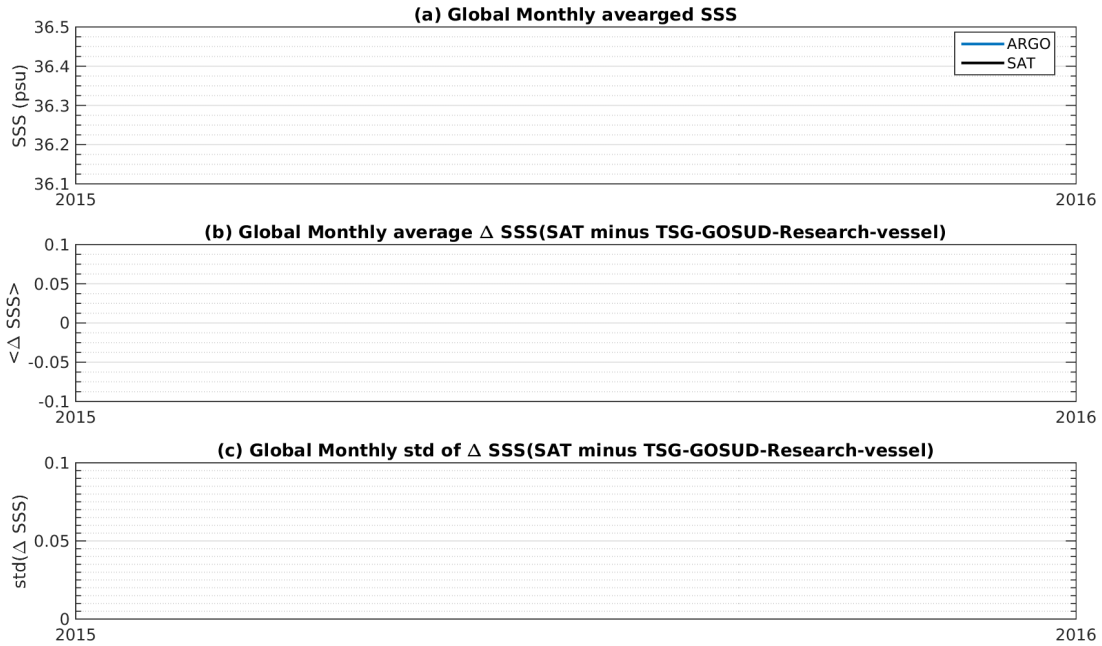 (a) Global Monthly avearged SSS
36.5
36.4
36.3
36.2
36.1
SSS (psu)
ARGO
SAT
2015
2016
(b) Global Monthly average Δ SSS(SAT minus TSG-GOSUD-Research-vessel)
0.1
0.05
0
-0.05
-0.1
<Δ SSS>
2015
2016
(c) Global Monthly std of Δ SSS(SAT minus TSG-GOSUD-Research-vessel)
0.1
0.05
0
std(Δ SSS)
2015
2016